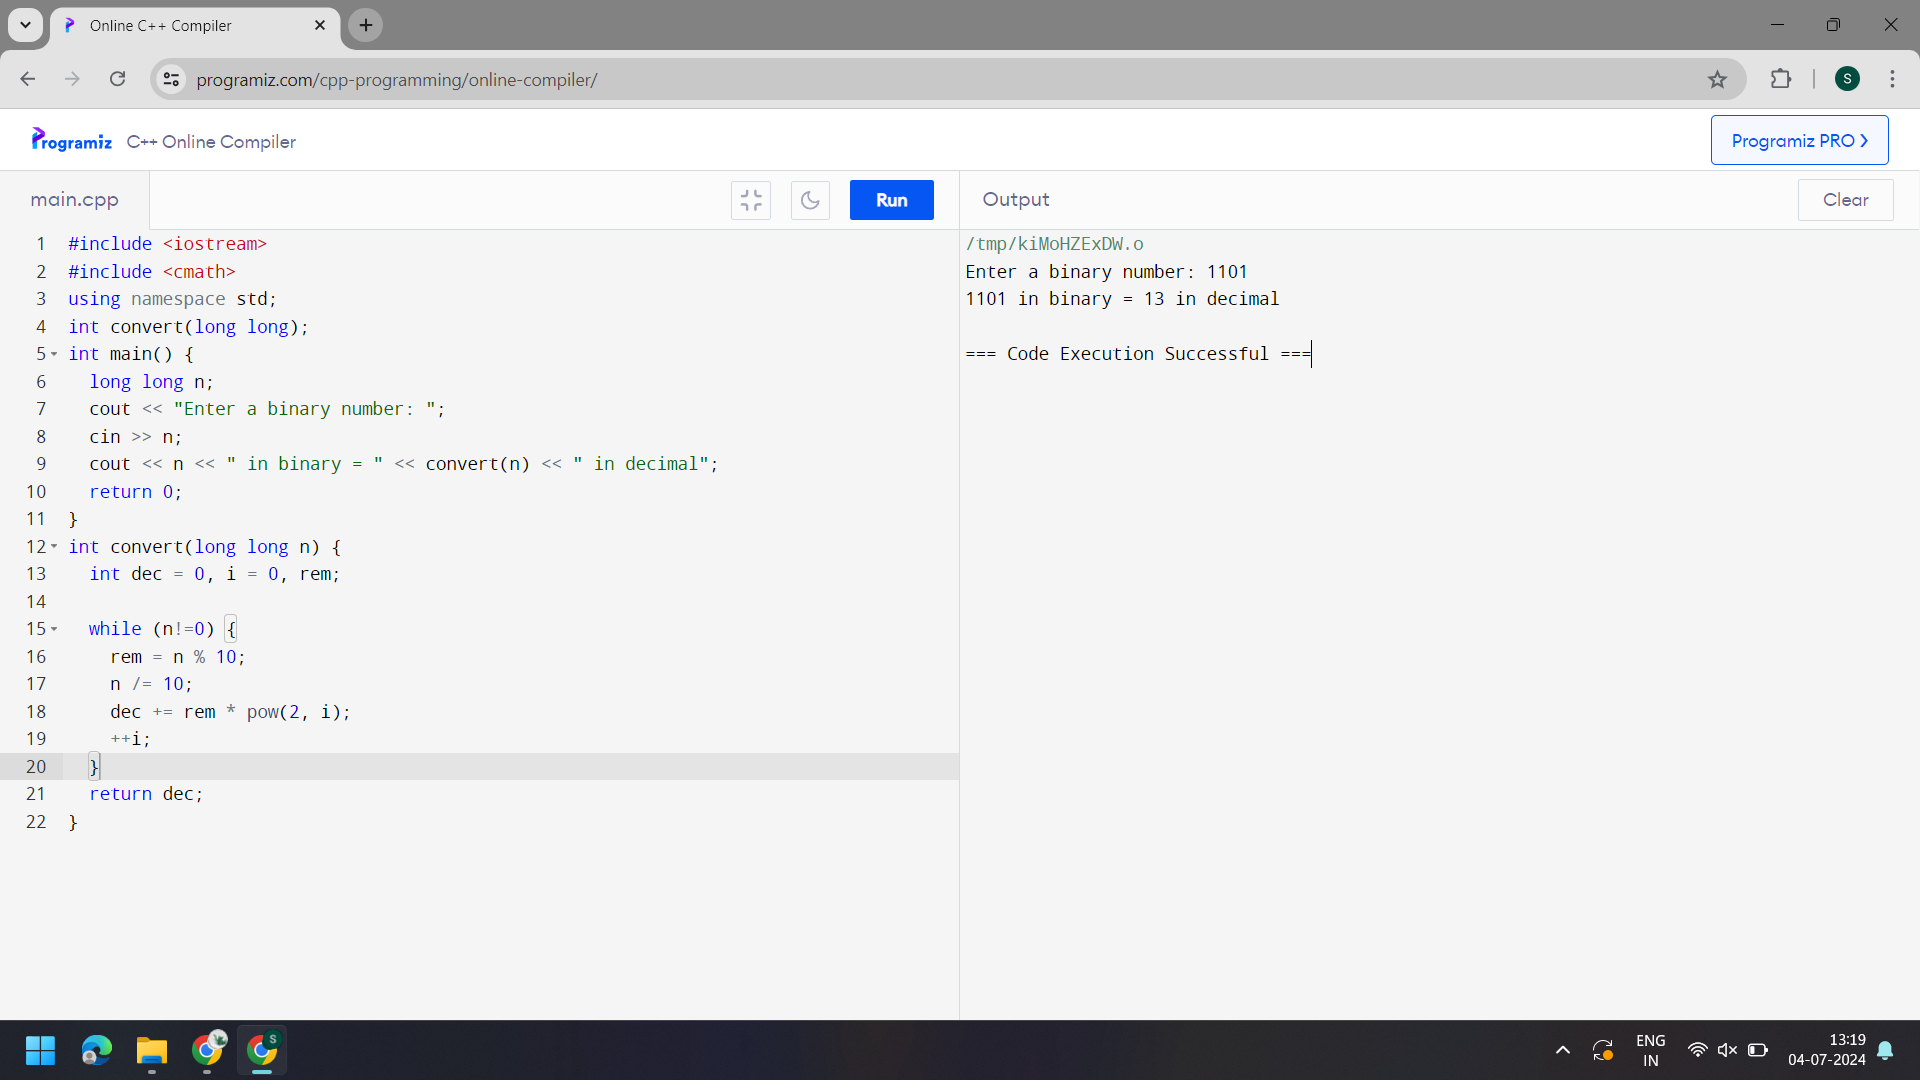 Online C++ Compiler
programiz.com/cpp-programming/online-compiler/
S
Programiz C++ Online Compiler
Programiz PRO
main.cpp
Run
Output
Clear
1 #include <iostream>
2 #include <cmath>
3 using namespace std;
4 int convert(long long);
5 int main() {
6   long long n;
7   cout << "Enter a binary number: ";
8   cin >> n;
9   cout << n << " in binary = " << convert(n) << " in decimal";
10   return 0;
11 }
12 int convert(long long n) {
13   int dec = 0, i = 0, rem;
14
15   while (n!=0) {
16     rem = n % 10;
17     n /= 10;
18     dec += rem * pow(2, i);
19     ++i;
20   }
21   return dec;
22 }
/tmp/kiMoHZExDW.o
Enter a binary number: 1101
1101 in binary = 13 in decimal
=== Code Execution Successful ===
S
ENG
IN
13:19
04-07-2024